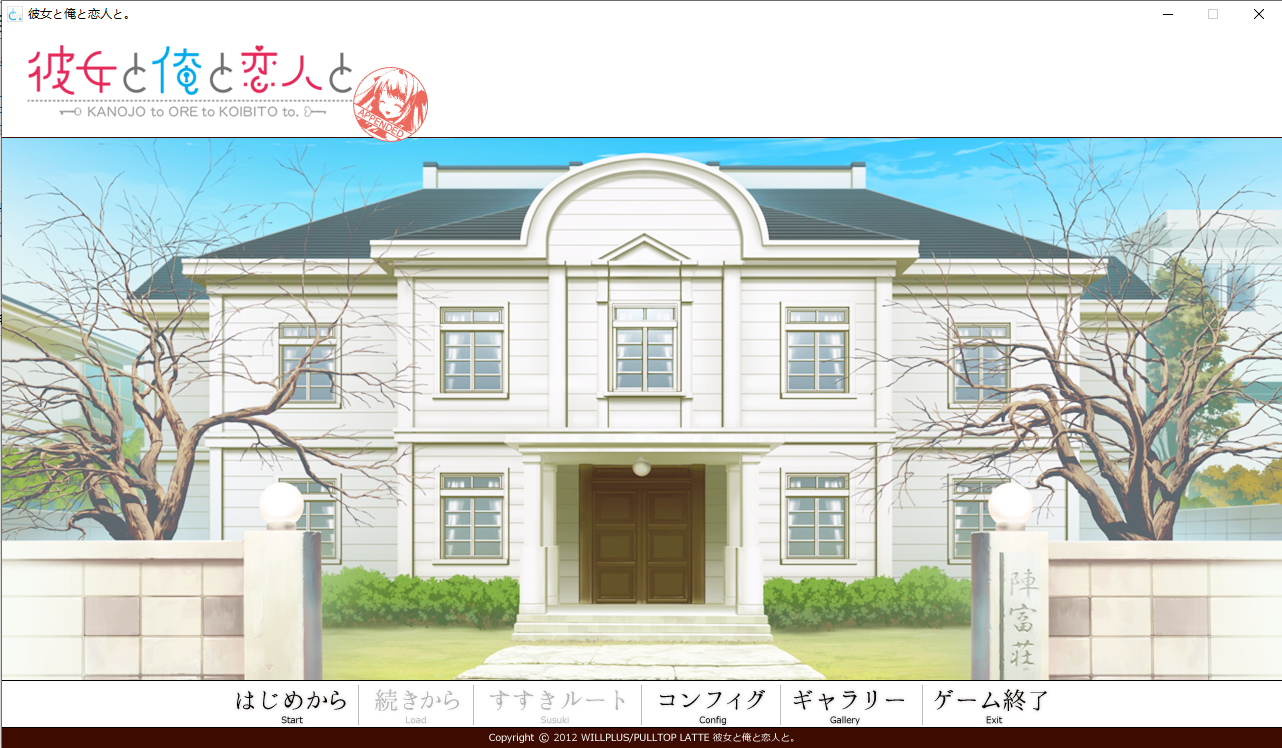 彼女と俺と恋人と。
彼女と俺と恋人と
KANOJO to ORE to KOIBITO to.
APPENDED
陣富荘
はじめから
Start
続きから
Load
すすきルート
Susuki
コンフィグ
Config
ギャラリー
Gallery
ゲーム終了
Exit
Copyright © 2012 WILLPLUS/PULLTOP LATTE 彼女と俺と恋人と。